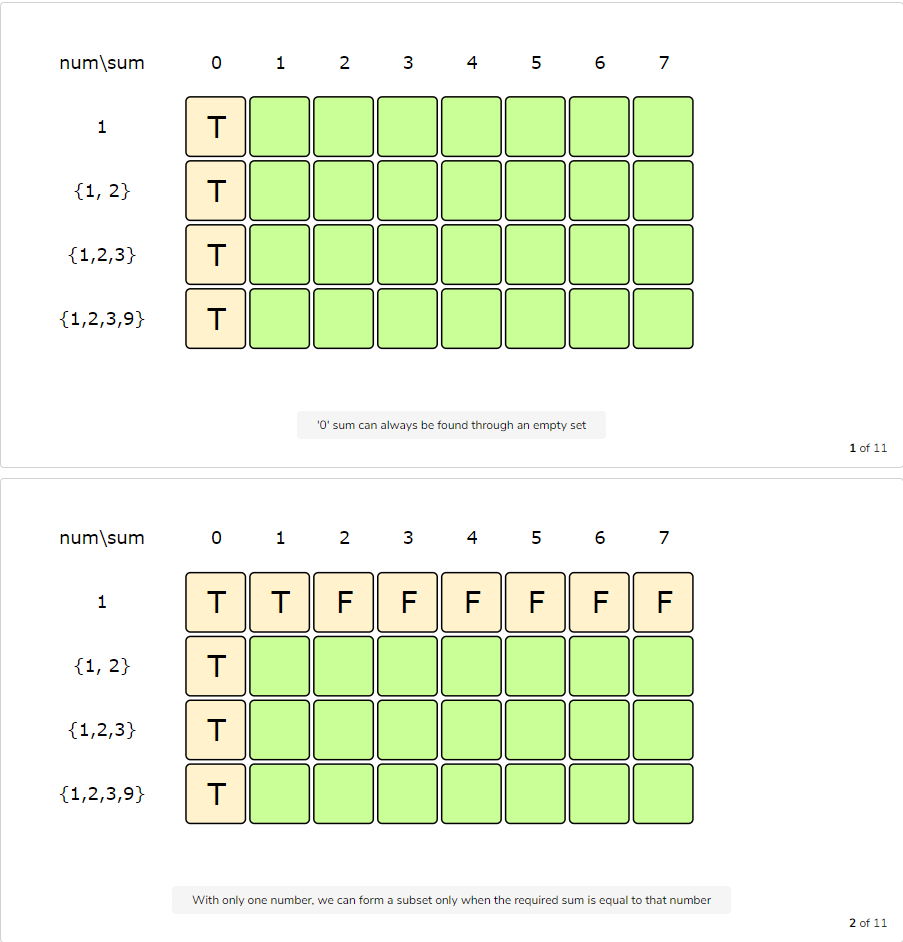 num\sum 0 1 2 3 4 5 6 7
1 T
{1, 2} T
{1,2,3} T
{1,2,3,9} T
'0' sum can always be found through an empty set
1 of 11
num\sum 0 1 2 3 4 5 6 7
1 T T F F F F F F
{1, 2} T
{1,2,3} T
{1,2,3,9} T
With only one number, we can form a subset only when the required sum is equal to that number
2 of 11